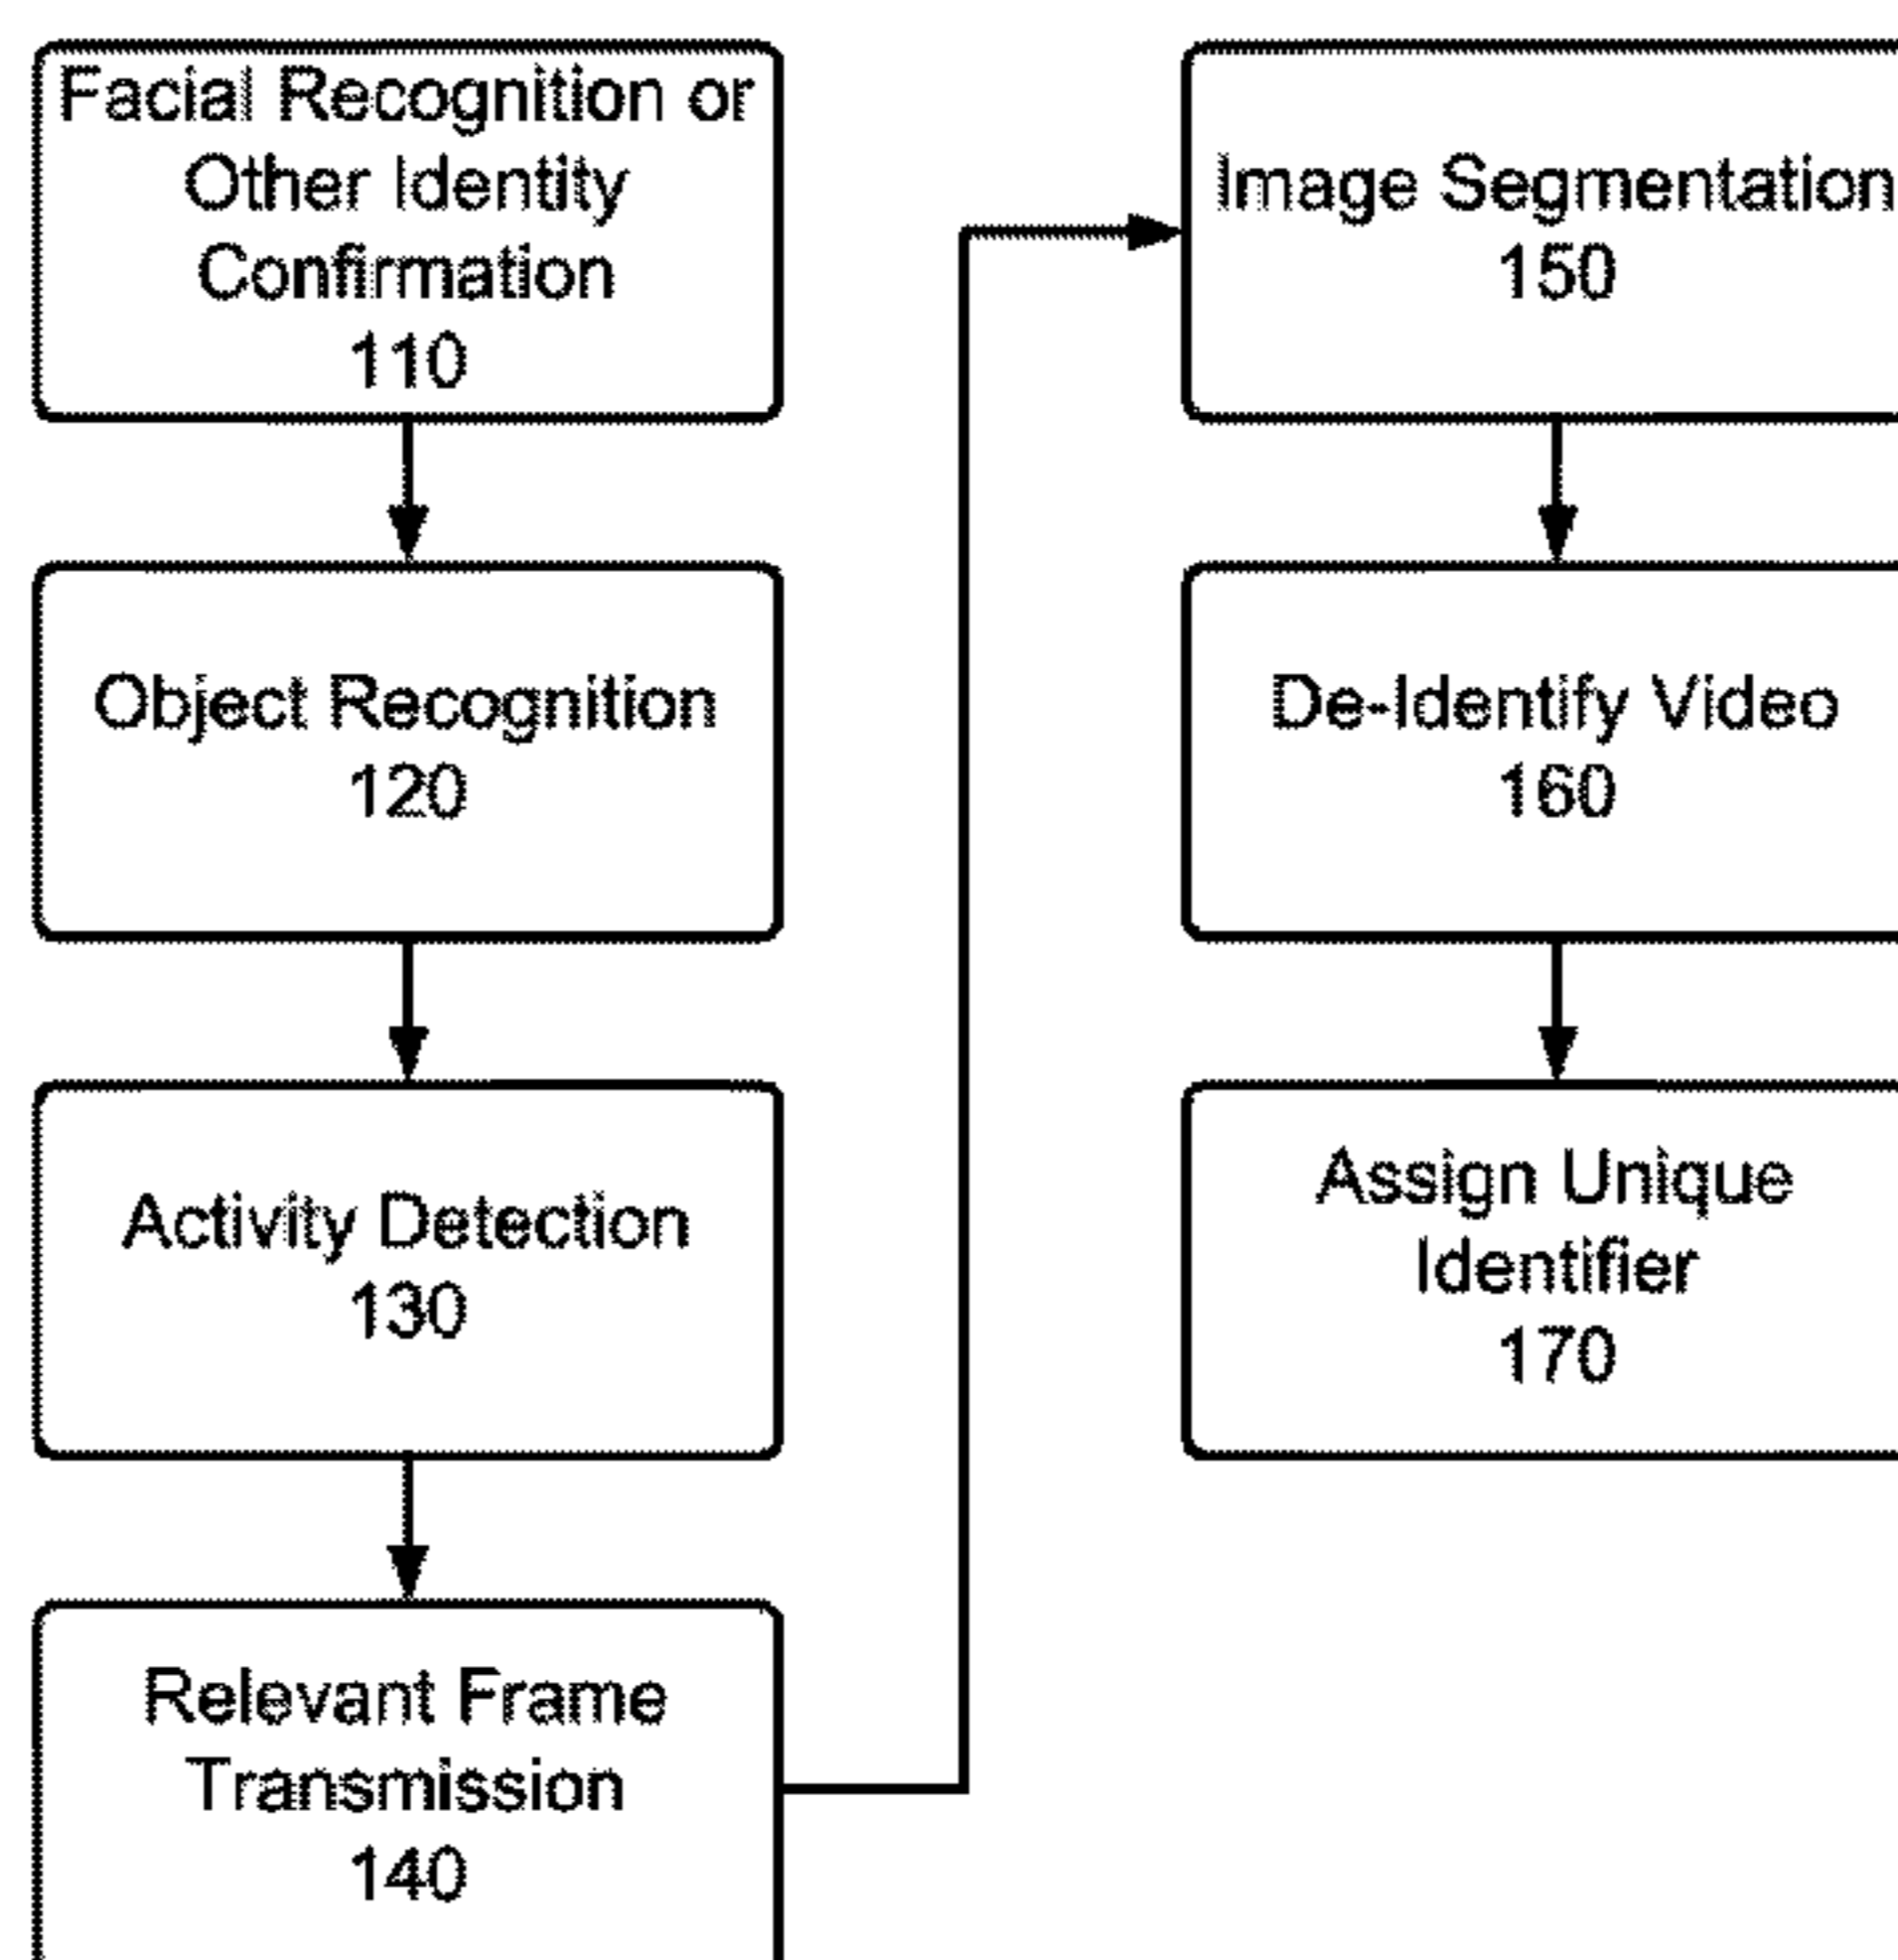 Facial Recognition or
Other Identity
Confirmation
110
Object Recognition
120
Activity Detection
130
Relevant Frame
Transmission
140
Image Segmentation
150
De-Identify Video
160
Assign Unique
Identifier
170